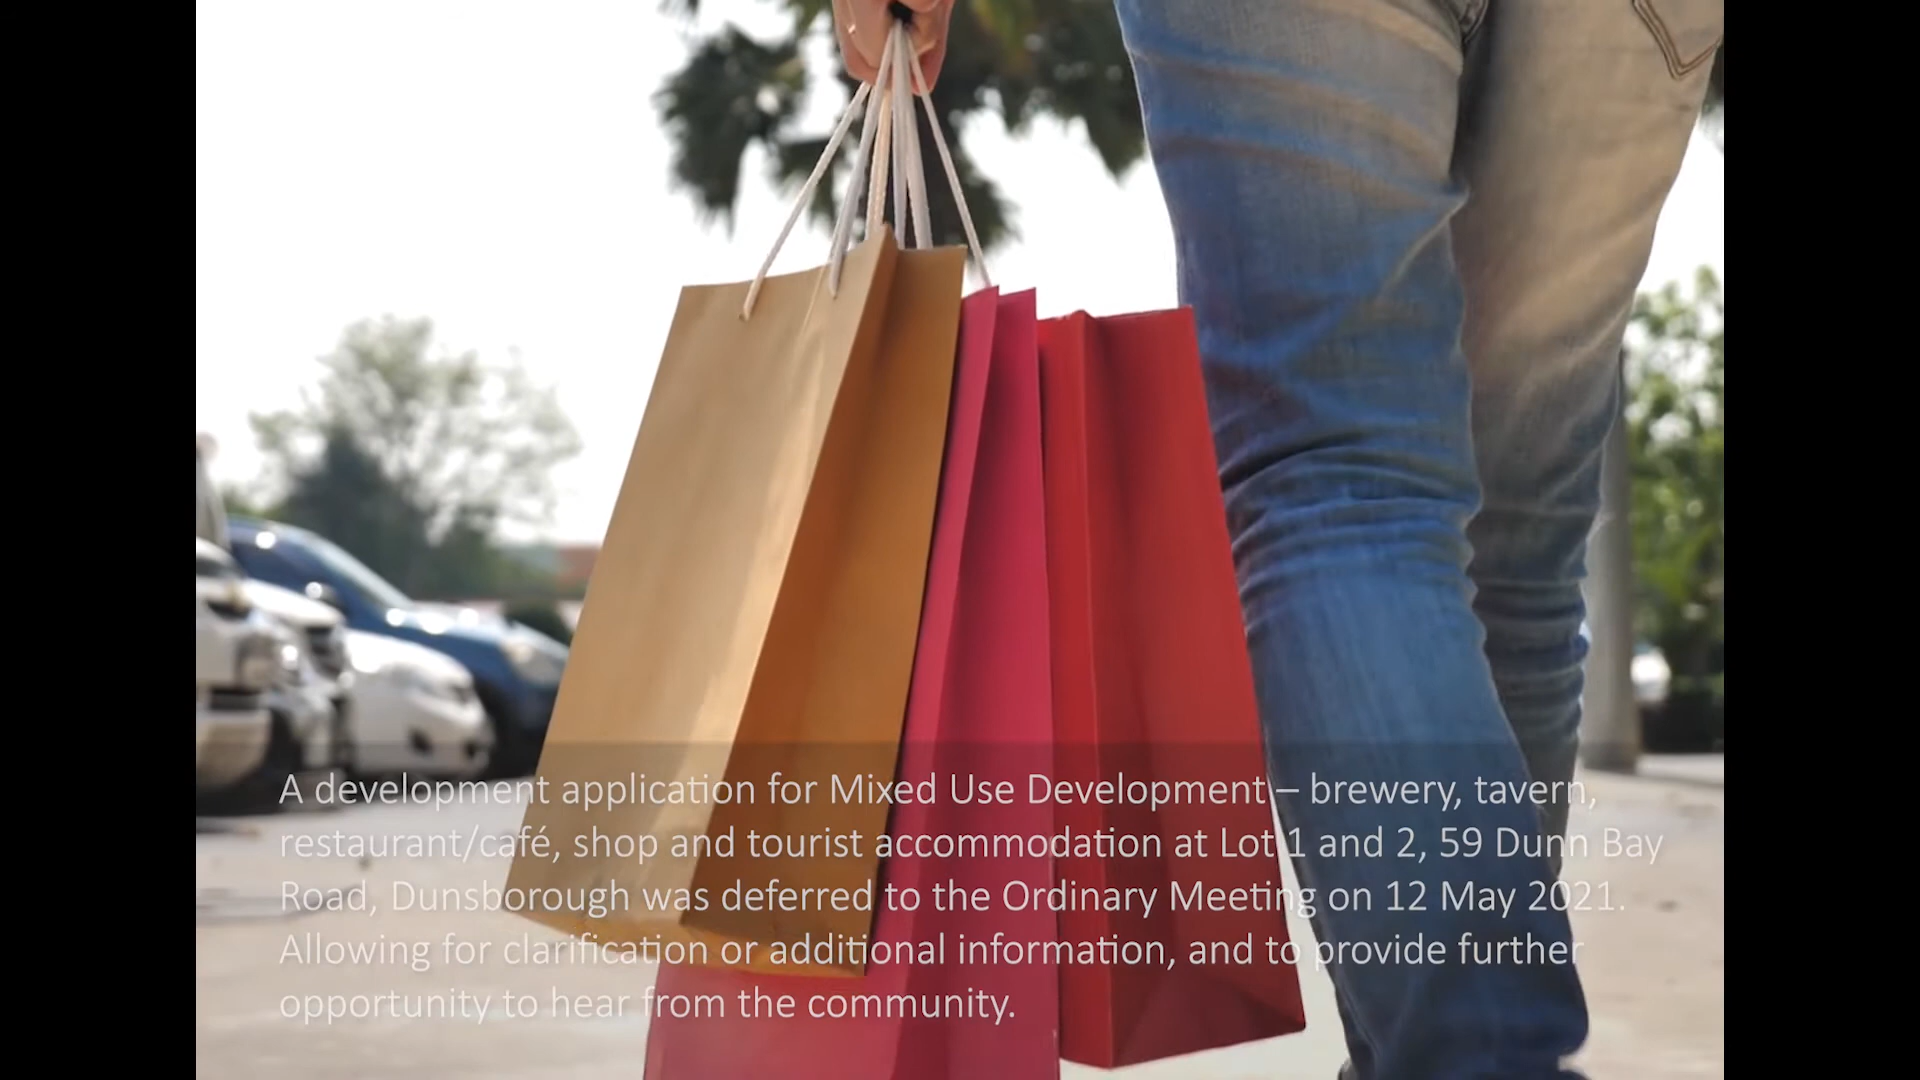 A development application for Mixed Use Development – brewery, tavern,
restaurant/café, shop and tourist accommodation at Lot 1 and 2, 59 Dunn Bay
Road, Dunsborough was deferred to the Ordinary Meeting on 12 May 2021.
Allowing for clarification or additional information, and to provide further
opportunity to hear from the community.